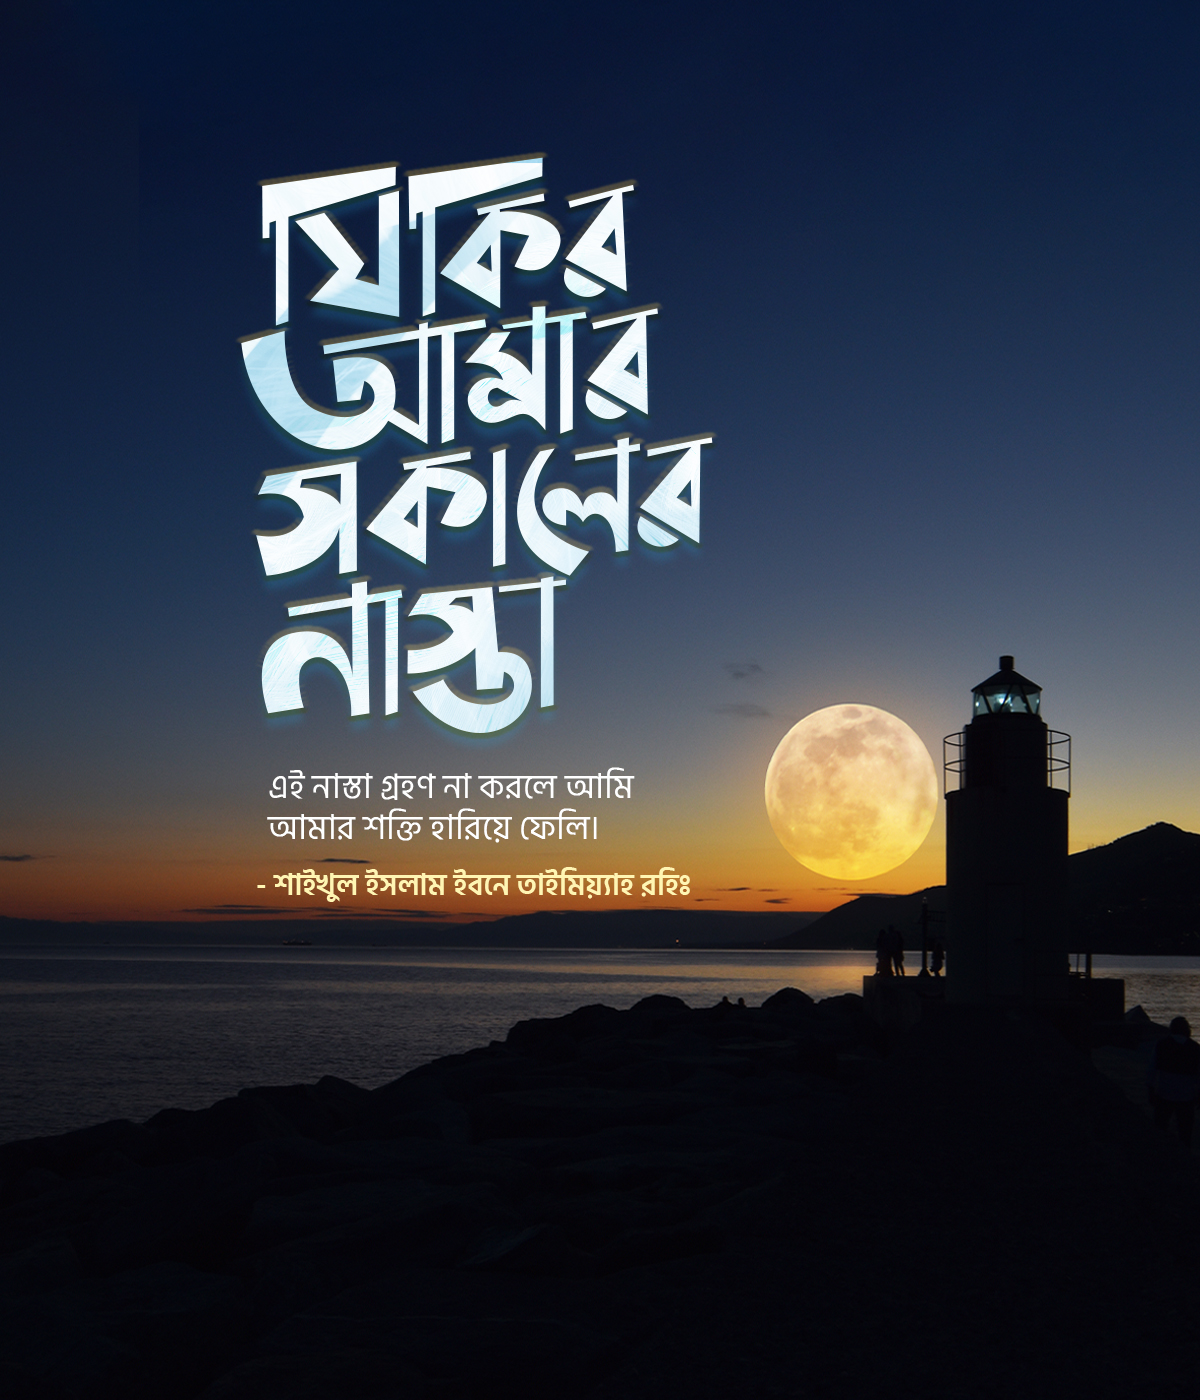 যিকির
আমার
সকালের
নাস্তা
এই নাস্তা গ্রহণ না করলে আমি
আমার শক্তি হারিয়ে ফেলি।
- শাইখুল ইসলাম ইবনে তাইমিয়্যাহ রহিঃ